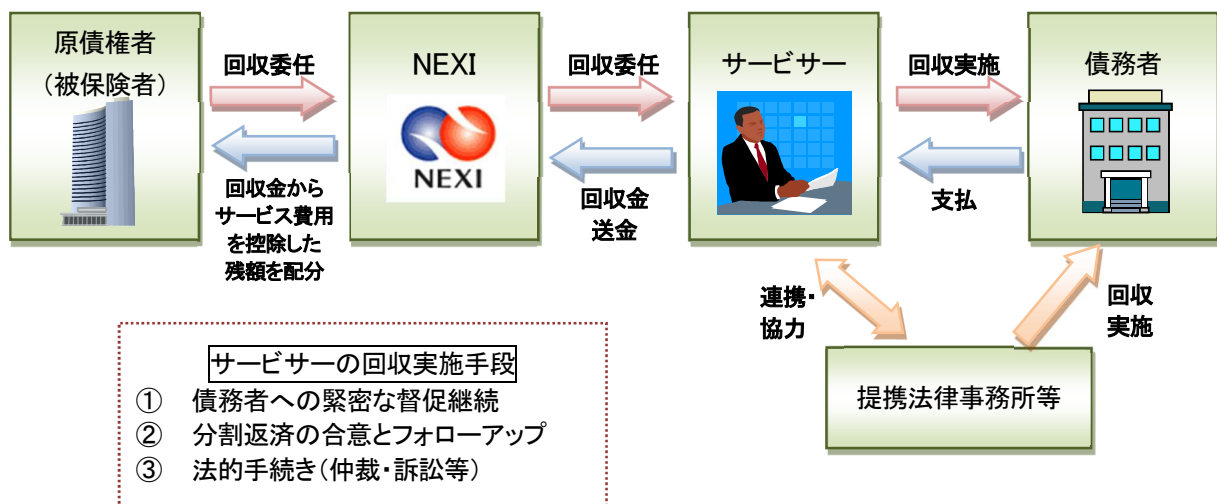 原債権者
（被保険者）
回収委任
回収金から
サービス費用
を控除した
残額を配分
NEXI
NEXI
回収委任
回収金
送金
サービサー
回収実施
支払
債務者
連携・
協力
回収
実施
提携法律事務所等
サービサーの回収実施手段
① 債務者への緊密な督促継続
② 分割返済の合意とフォローアップ
③ 法的手続き（仲裁・訴訟等）